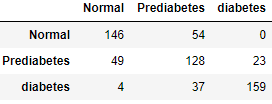 Normal Prediabetes diabetes
Normal 146 54 0
Prediabetes 49 128 23
diabetes 4 37 159